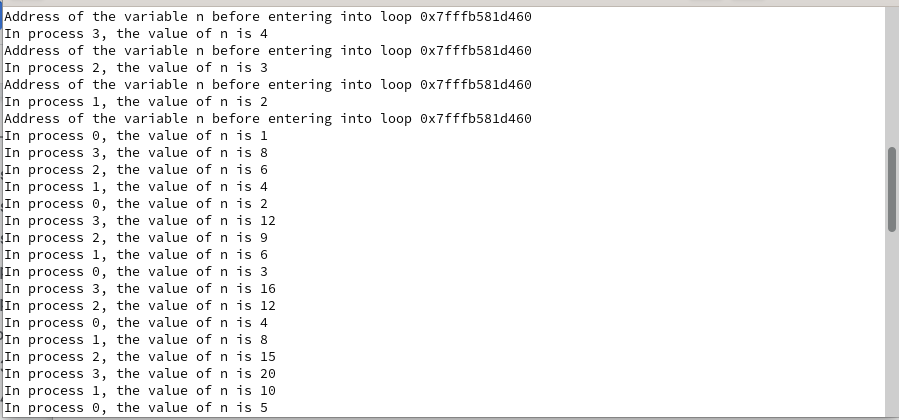 Address of the variable n before entering into loop 0x7fffb581d460
In process 3, the value of n is 4
Address of the variable n before entering into loop 0x7fffb581d460
In process 2, the value of n is 3
Address of the variable n before entering into loop 0x7fffb581d460
In process 1, the value of n is 2
Address of the variable n before entering into loop 0x7fffb581d460
In process 0, the value of n is 1
In process 3, the value of n is 8
In process 2, the value of n is 6
In process 1, the value of n is 4
In process 0, the value of n is 2
In process 3, the value of n is 12
In process 2, the value of n is 9
In process 1, the value of n is 6
In process 0, the value of n is 3
In process 3, the value of n is 16
In process 2, the value of n is 12
In process 0, the value of n is 4
In process 1, the value of n is 8
In process 2, the value of n is 15
In process 3, the value of n is 20
In process 1, the value of n is 10
In process 0, the value of n is 5